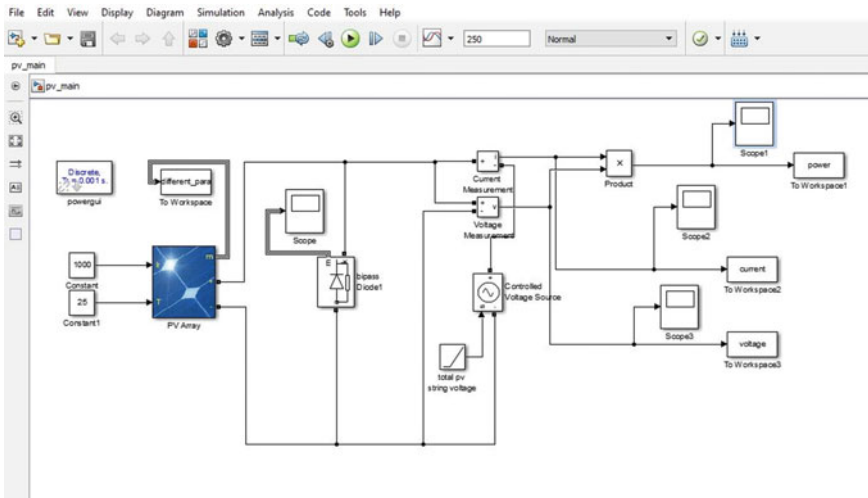 File Edit View Display Diagram Simulation Analysis Code Tools Help
250
Normal
pv_main
pv_main
Discrete,
0.001 s.
powergui
different_para
To Workspace
Scope
1000
Constant
25
Constant1
T
m
PV Array
m
bipass
Diode1
+
-
i
Current
Measurement
+
-
v
Voltage
Measurement
Controlled
Voltage Source
total pv
string voltage
×
Product
Scope1
power
To Workspace1
Scope2
current
To Workspace2
Scope3
voltage
To Workspace3